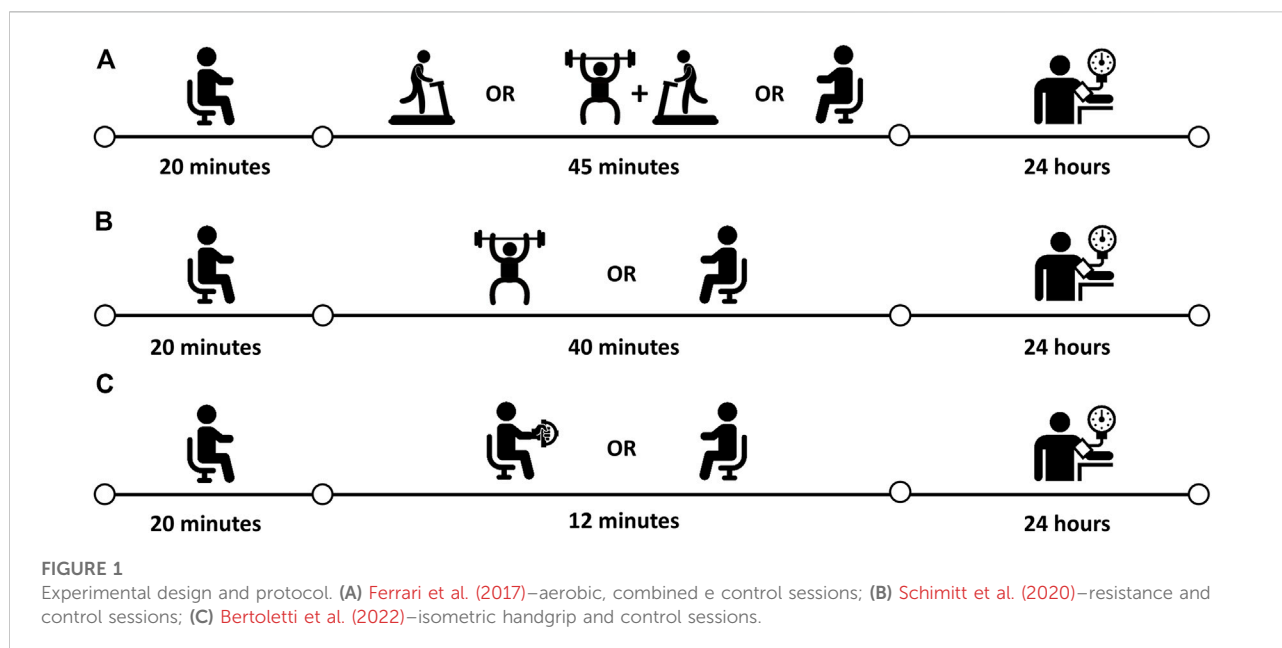 A
OR
+
OR
20 minutes
45 minutes
24 hours
B
OR
20 minutes
40 minutes
24 hours
C
OR
20 minutes
12 minutes
24 hours
FIGURE 1
Experimental design and protocol. (A) Ferrari et al. (2017)–aerobic, combined e control sessions; (B) Schimitt et al. (2020)–resistance and
control sessions; (C) Bertoletti et al. (2022)–isometric handgrip and control sessions.